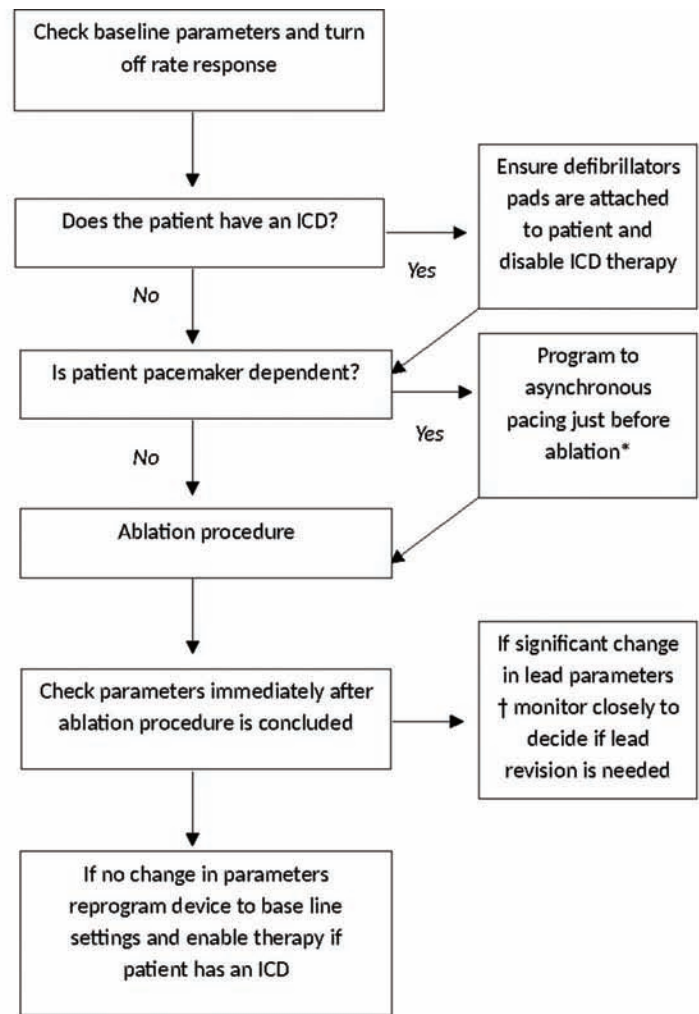 Check baseline parameters and turn
off rate response
Does the patient have an ICD?
Yes
No
Ensure defibrillators
pads are attached
to patient and
disable ICD therapy
Is patient pacemaker dependent?
Yes
No
Program to
asynchronous
pacing just before
ablation*
Ablation procedure
Check parameters immediately after
ablation procedure is concluded
If significant change
in lead parameters
† monitor closely to
decide if lead
revision is needed
If no change in parameters
reprogram device to base line
settings and enable therapy if
patient has an ICD